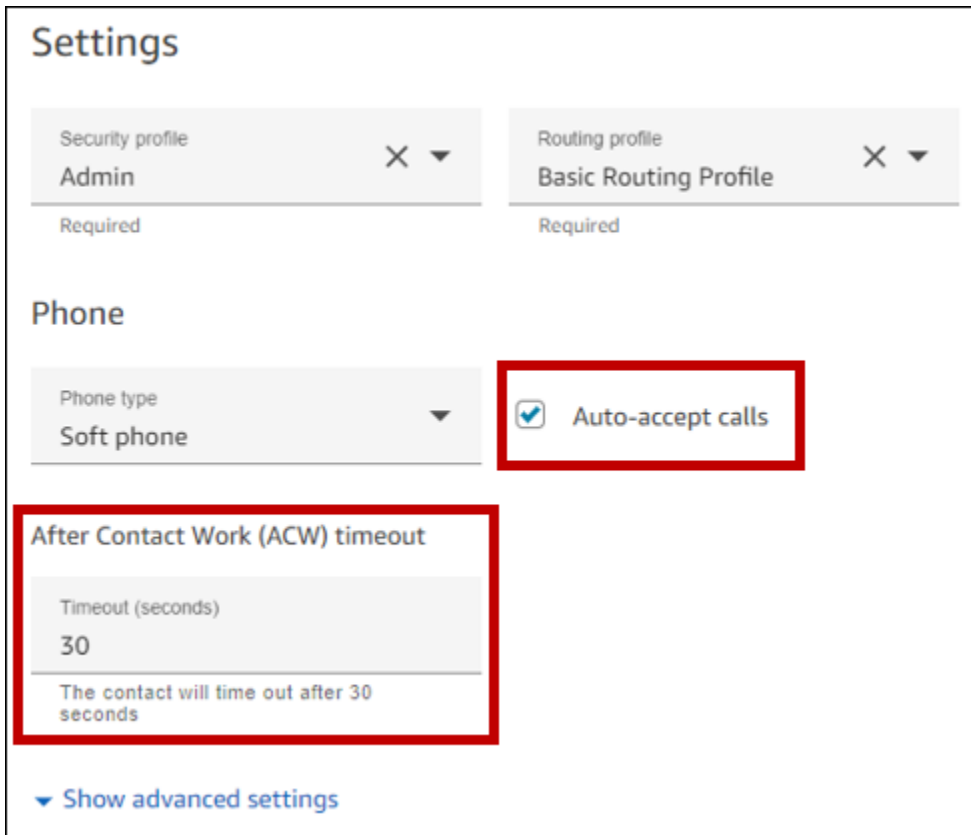 Settings
Security profile
Admin
Required
Routing profile
Basic Routing Profile
Required
Phone
Phone type
Soft phone
Auto-accept calls
After Contact Work (ACW) timeout
Timeout (seconds)
30
The contact will time out after 30
seconds
Show advanced settings